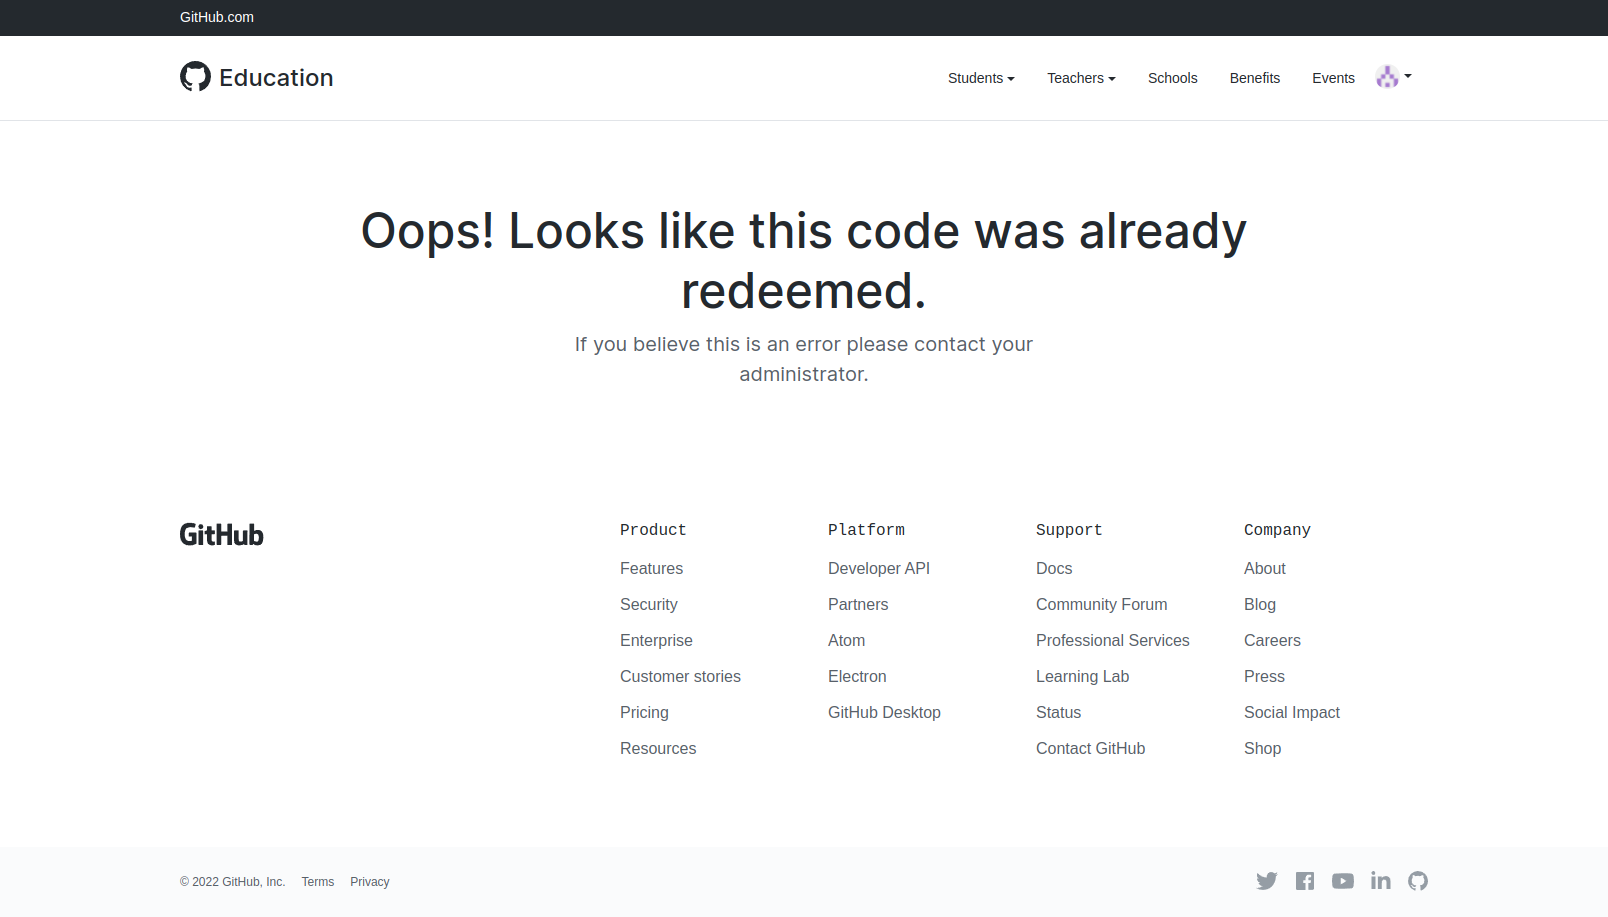 GitHub.com
Education
Students
Teachers
Schools
Benefits
Events
Oops! Looks like this code was already
redeemed.
If you believe this is an error please contact your
administrator.
GitHub
Product
Features
Security
Enterprise
Customer stories
Pricing
Resources
Platform
Developer API
Partners
Atom
Electron
GitHub Desktop
Support
Docs
Community Forum
Professional Services
Learning Lab
Status
Contact GitHub
Company
About
Blog
Careers
Press
Social Impact
Shop
© 2022 GitHub, Inc.
Terms
Privacy